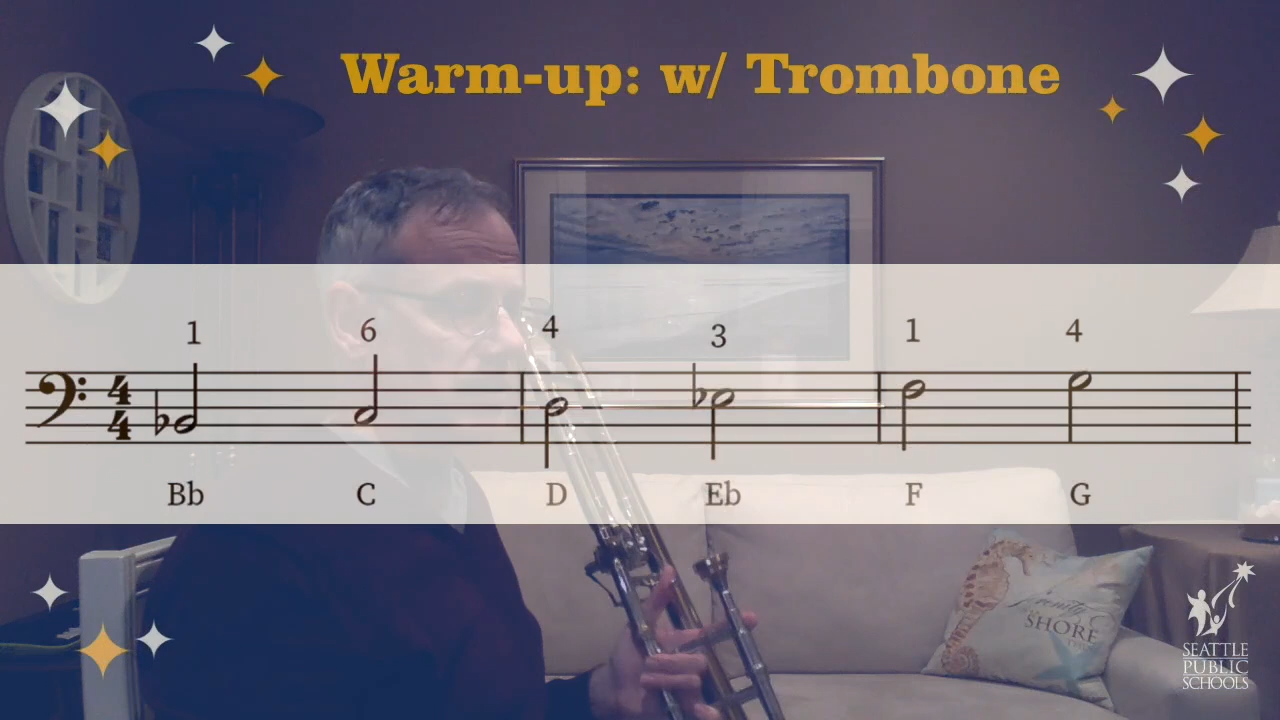 Warm-up: w/ Trombone
1 6 4 3 1 4
4
4
Bb C D Eb F G
Serenity
SHORE
SEATTLE
PUBLIC
SCHOOLS